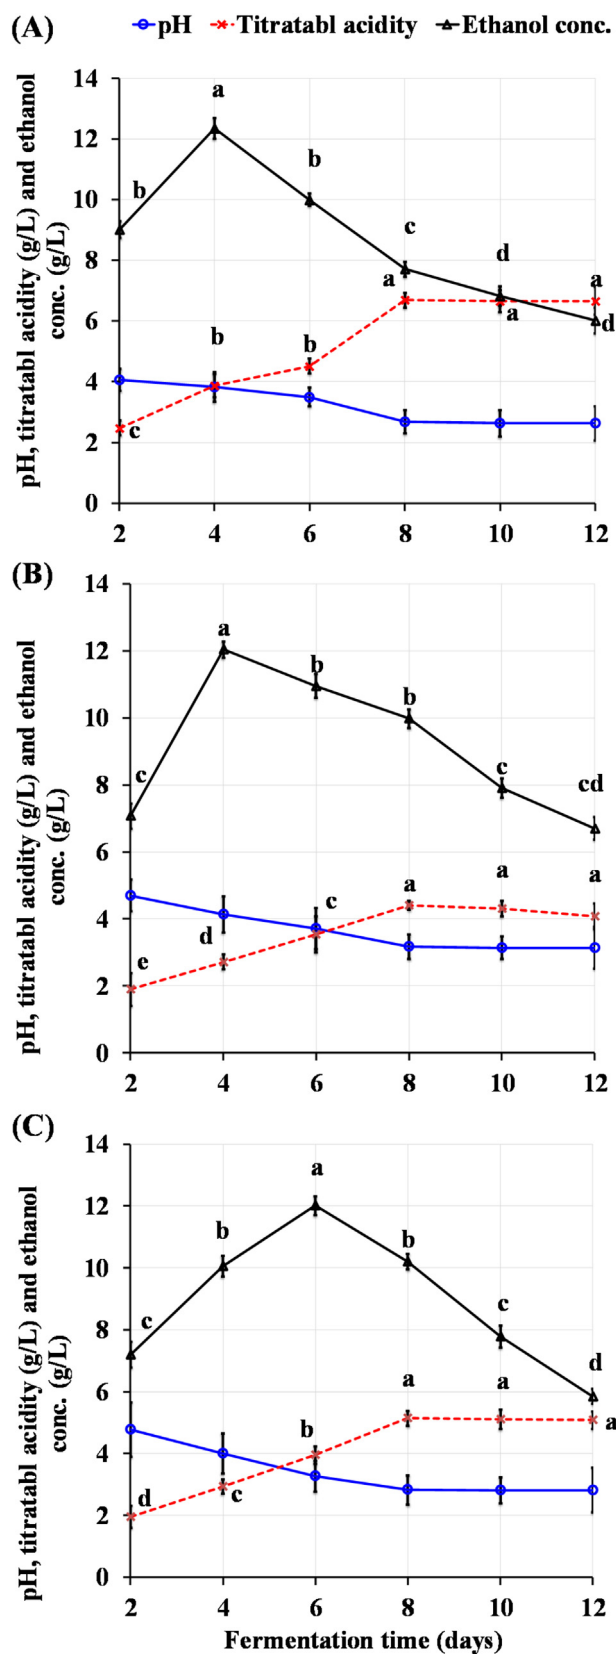 (A) pH Titratabl acidity Ethanol conc.
pH, titratabl acidity (g/L) and ethanol
conc. (g/L)
14
12
10
8
6
4
2
0
b a b c d d
c b b a a a
2 4 6 8 10 12
(B)
pH, titratabl acidity (g/L) and ethanol
conc. (g/L)
14
12
10
8
6
4
2
0
c a b b c cd
e d c a a a
2 4 6 8 10 12
(C)
pH, titratabl acidity (g/L) and ethanol
conc. (g/L)
14
12
10
8
6
4
2
0
c b a b c d
d c b a a a
2 4 6 8 10 12
Fermentation time (days)